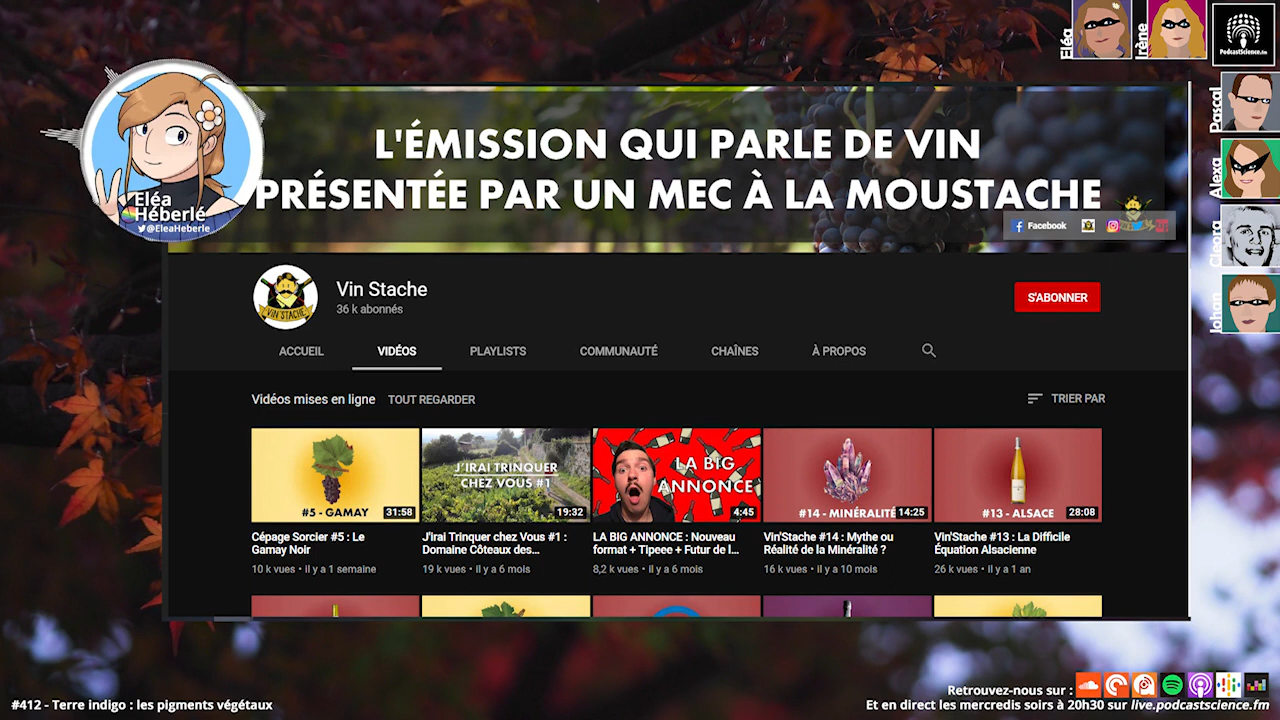 Eléa
Irène
PodcastScience.fm
Pascal
Alexa
Cleora
Johan
L'ÉMISSION QUI PARLE DE VIN
PRÉSENTÉE PAR UN MEC À LA MOUSTACHE
Eléa
Héberlé
@EleaHeberle
Facebook
VIN'STACHE
Vin Stache
36 k abonnés
S'ABONNER
ACCUEIL VIDÉOS PLAYLISTS COMMUNAUTÉ CHAÎNES À PROPOS
Vidéos mises en ligne TOUT REGARDER TRIER PAR
#5 - GAMAY 31:58
J'IRAI TRINQUER
CHEZ VOUS #1
19:32
LA BIG
ANNONCE
4:45
#14 - MINÉRALITÉ 14:25
#13 - ALSACE 28:08
Cépage Sorcier #5 : Le
Gamay Noir
10 k vues • il y a 1 semaine
J'irai Trinquer chez Vous #1 :
Domaine Côteaux des...
19 k vues • il y a 6 mois
LA BIG ANNONCE : Nouveau
format + Tipeee + Futur de l...
8,2 k vues • il y a 6 mois
Vin'Stache #14 : Mythe ou
Réalité de la Minéralité ?
16 k vues • il y a 10 mois
Vin'Stache #13 : La Difficile
Équation Alsacienne
26 k vues • il y a 1 an
Retrouvez-nous sur :
#412 - Terre indigo : les pigments végétaux
Et en direct les mercredis soirs à 20h30 sur live.podcastscience.fm